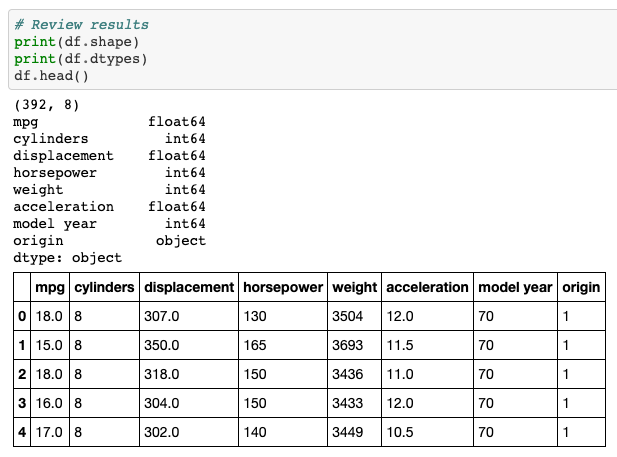 # Review results
print(df.shape)
print(df.dtypes)
df.head()
(392, 8)
mpg float64
cylinders int64
displacement float64
horsepower int64
weight int64
acceleration float64
model year int64
origin object
dtype: object
mpg cylinders displacement horsepower weight acceleration model year origin
0 18.0 8 307.0 130 3504 12.0 70 1
1 15.0 8 350.0 165 3693 11.5 70 1
2 18.0 8 318.0 150 3436 11.0 70 1
3 16.0 8 304.0 150 3433 12.0 70 1
4 17.0 8 302.0 140 3449 10.5 70 1